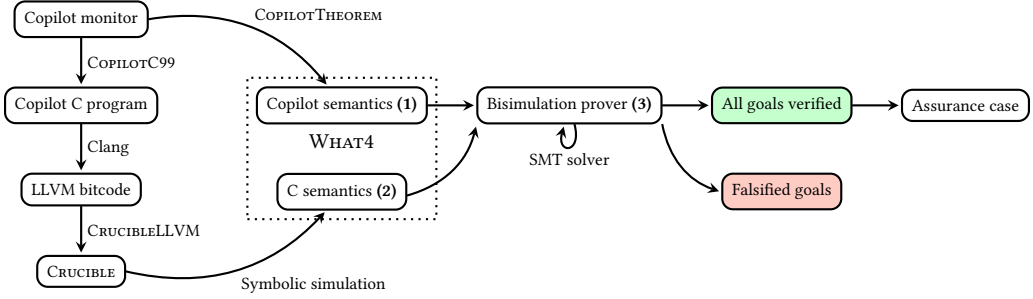 Copilot monitor
COPILOTTHEOREM
COPILOTC99
Copilot C program
Copilot semantics (1)
Bisimulation prover (3)
All goals verified
Assurance case
WHAT4
Clang
SMT solver
LLVM bitcode
C semantics (2)
Falsified goals
CRUCIBLELLVM
CRUCIBLE
Symbolic simulation